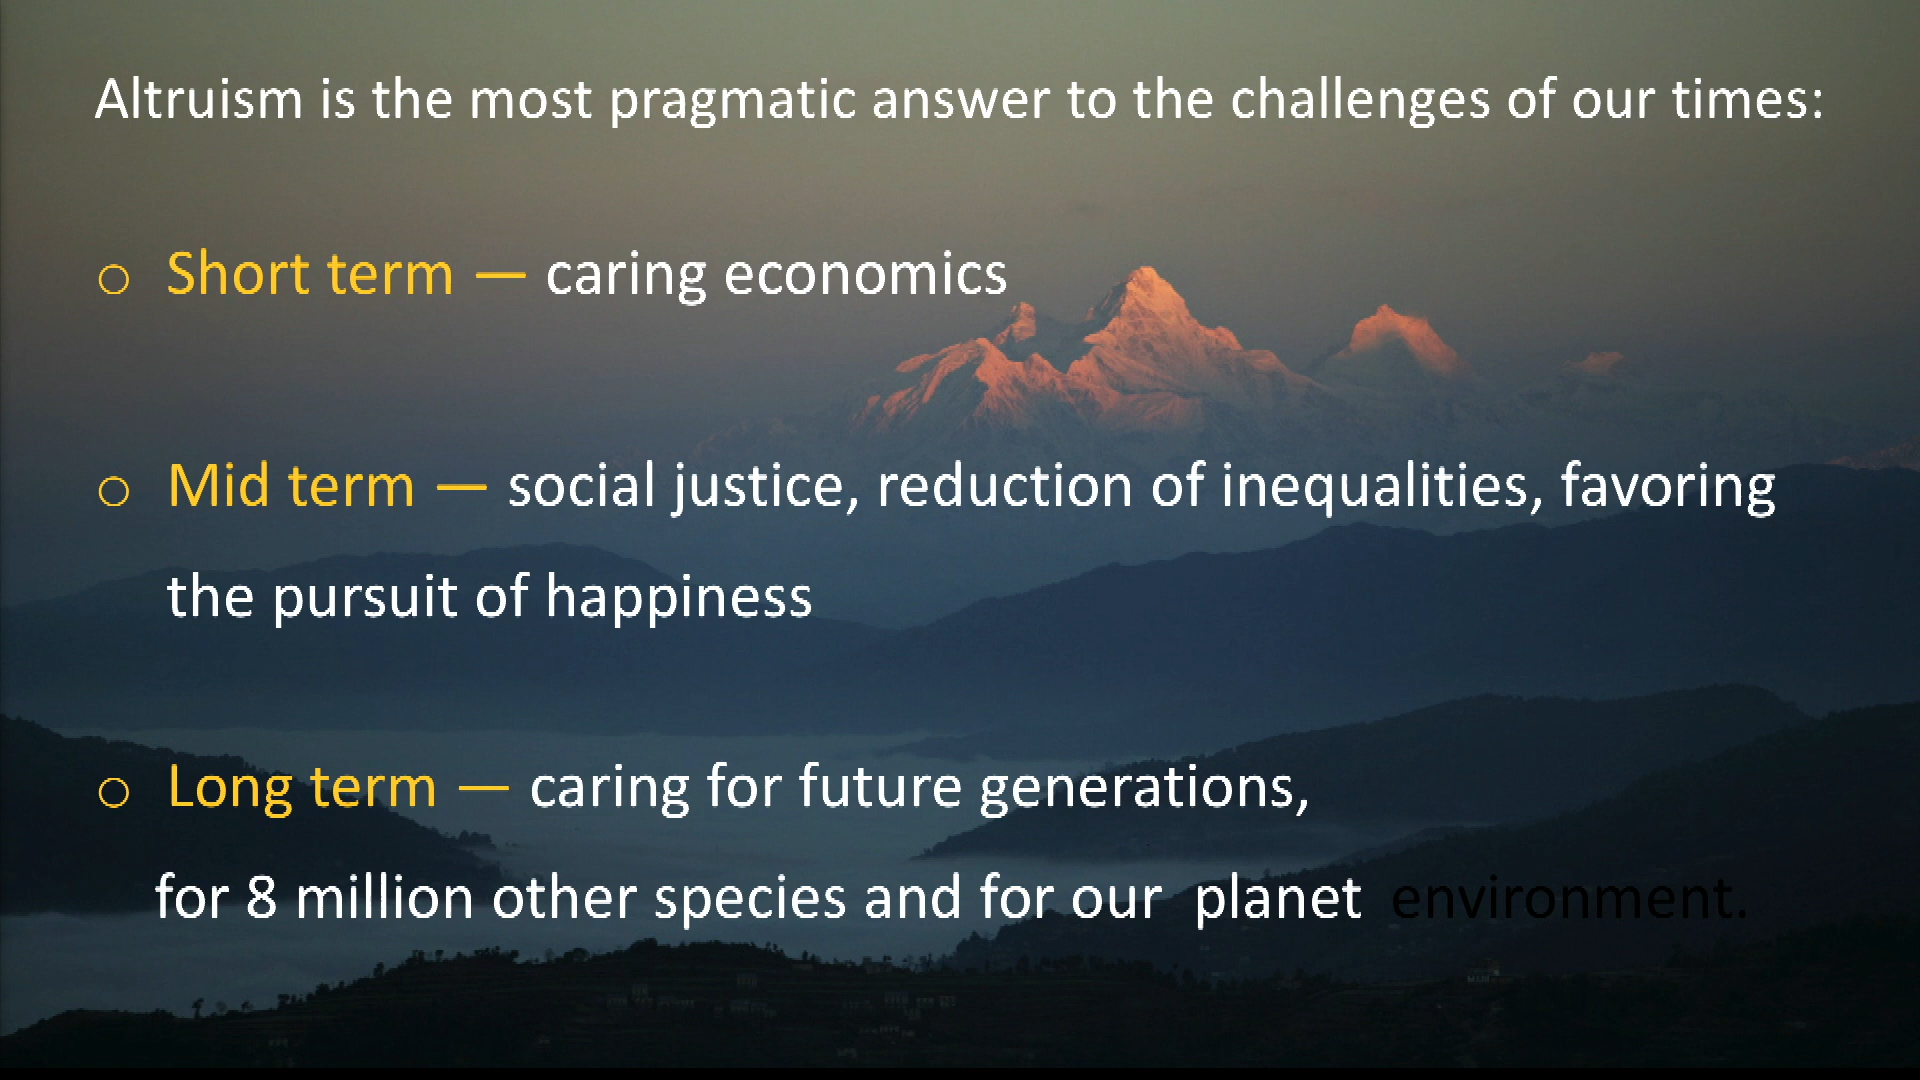 Altruism is the most pragmatic answer to the challenges of our times:
○ Short term — caring economics
○ Mid term — social justice, reduction of inequalities, favoring
the pursuit of happiness
○ Long term — caring for future generations,
for 8 million other species and for our planet environment.